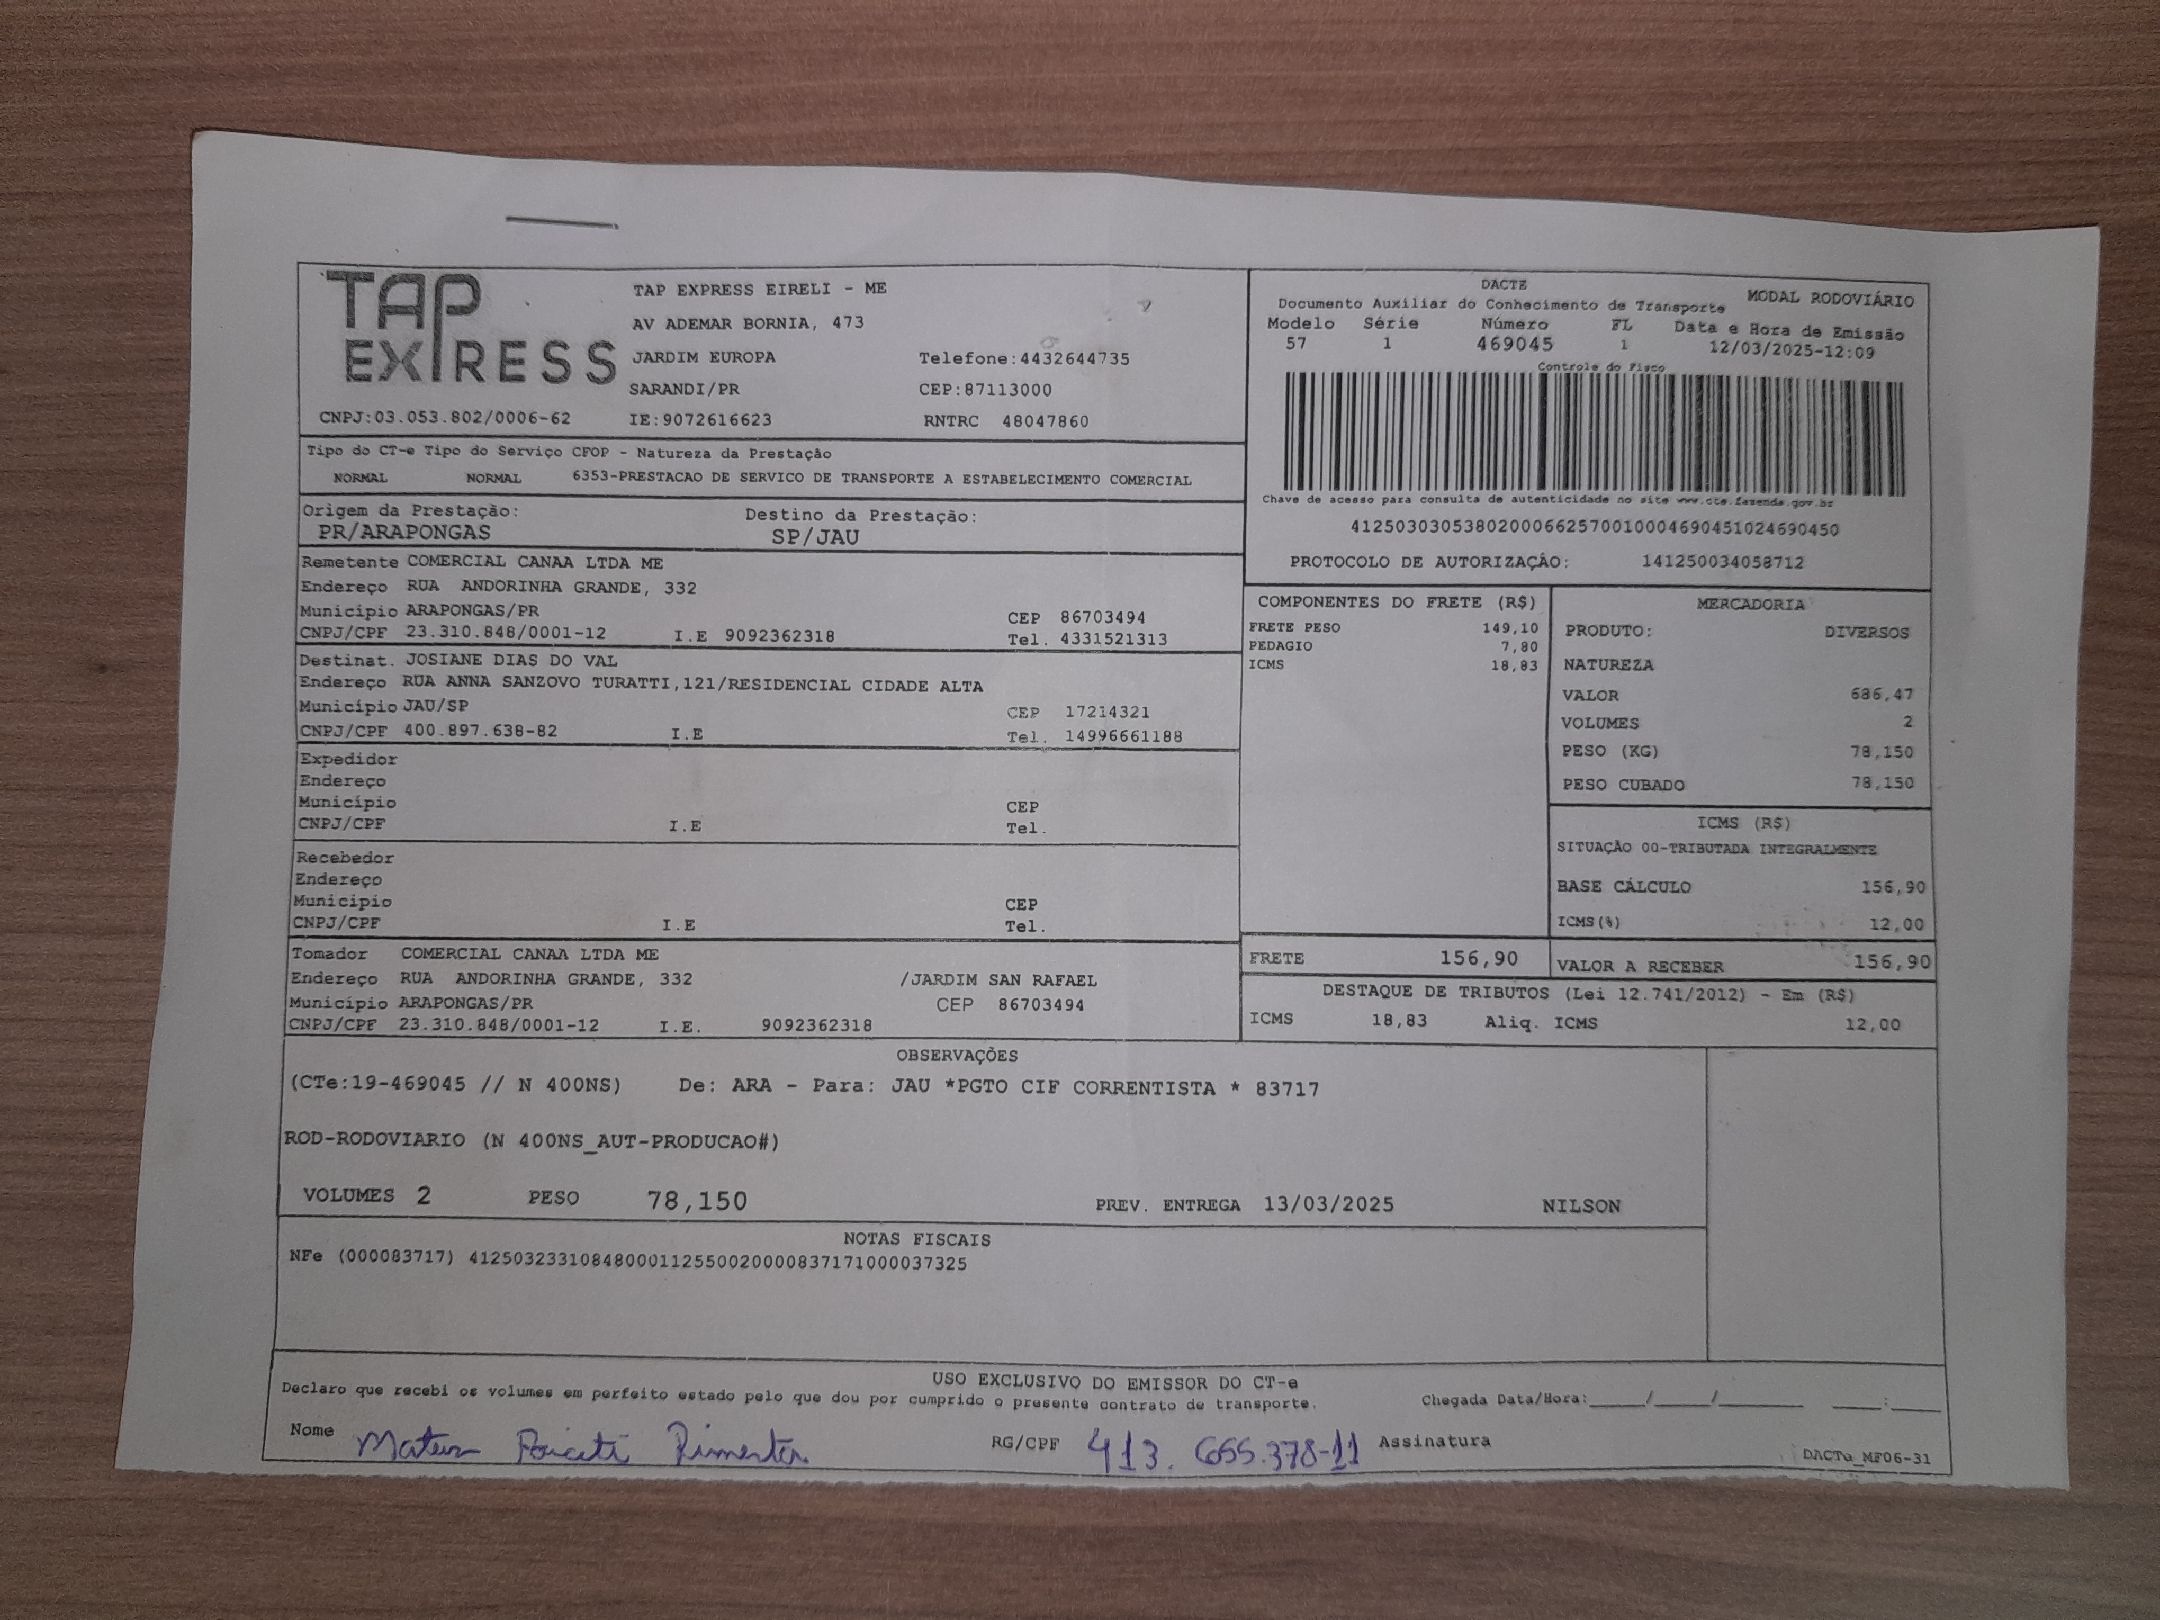 TAP EXPRESS
TAP EXPRESS EIRELI - ME
AV ADEMAR BORNIA, 473
JARDIM EUROPA Telefone:4432644735
SARANDI/PR CEP:87113000
CNPJ:03.053.802/0006-62 IE:9072616623 RNTRC 48047860
DACTE
Documento Auxiliar do Conhecimento de Transporte MODAL RODOVIÁRIO
Modelo Série Número FL Data e Hora de Emissão
57 1 469045 1 12/03/2025-12:09
Controle do Fisco
Chave de acesso para consulta de autenticidade no site www.cte.fazenda.gov.br
41250303053802000662570010004690451024690450
PROTOCOLO DE AUTORIZAÇÃO: 141250034058712
Tipo do CT-e Tipo do Serviço CFOP - Natureza da Prestação
NORMAL NORMAL 6353-PRESTACAO DE SERVICO DE TRANSPORTE A ESTABELECIMENTO COMERCIAL
Origem da Prestação: Destino da Prestação:
PR/ARAPONGAS SP/JAU
Remetente COMERCIAL CANAA LTDA ME
Endereço RUA ANDORINHA GRANDE, 332
Município ARAPONGAS/PR CEP 86703494
CNPJ/CPF 23.310.848/0001-12 I.E 9092362318 Tel. 4331521313
Destinat. JOSIANE DIAS DO VAL
Endereço RUA ANNA SANZOVO TURATTI,121/RESIDENCIAL CIDADE ALTA
Município JAU/SP CEP 17214321
CNPJ/CPF 400.897.638-82 I.E Tel. 14996661188
Expedidor
Endereço
Município CEP
CNPJ/CPF I.E Tel.
Recebedor
Endereço
Municipio CEP
CNPJ/CPF I.E Tel.
Tomador COMERCIAL CANAA LTDA ME
Endereço RUA ANDORINHA GRANDE, 332 /JARDIM SAN RAFAEL
Município ARAPONGAS/PR CEP 86703494
CNPJ/CPF 23.310.848/0001-12 I.E. 9092362318
COMPONENTES DO FRETE (R$)
FRETE PESO 149,10
PEDAGIO 7,80
ICMS 18,83
MERCADORIA
PRODUTO: DIVERSOS
NATUREZA
VALOR 686,47
VOLUMES 2
PESO (KG) 78,150
PESO CUBADO 78,150
ICMS (R$)
SITUAÇÃO 00-TRIBUTADA INTEGRALMENTE
BASE CÁLCULO 156,90
ICMS(%) 12,00
FRETE 156,90 VALOR A RECEBER 156,90
DESTAQUE DE TRIBUTOS (Lei 12.741/2012) - Em (R$)
ICMS 18,83 Aliq. ICMS 12,00
OBSERVAÇÕES
(CTe:19-469045 // N 400NS) De: ARA - Para: JAU *PGTO CIF CORRENTISTA * 83717
ROD-RODOVIARIO (N 400NS_AUT-PRODUCAO#)
VOLUMES 2 PESO 78,150 PREV. ENTREGA 13/03/2025 NILSON
NOTAS FISCAIS
NFe (000083717) 41250323310848000112550020000837171000037325
USO EXCLUSIVO DO EMISSOR DO CT-e
Declaro que recebi os volumes em perfeito estado pelo que dou por cumprido o presente contrato de transporte. Chegada Data/Hora:____/____/______ ___:___
Nome Mateus Pimenta RG/CPF 413.655.378-11 Assinatura
DACTe_MF06-31